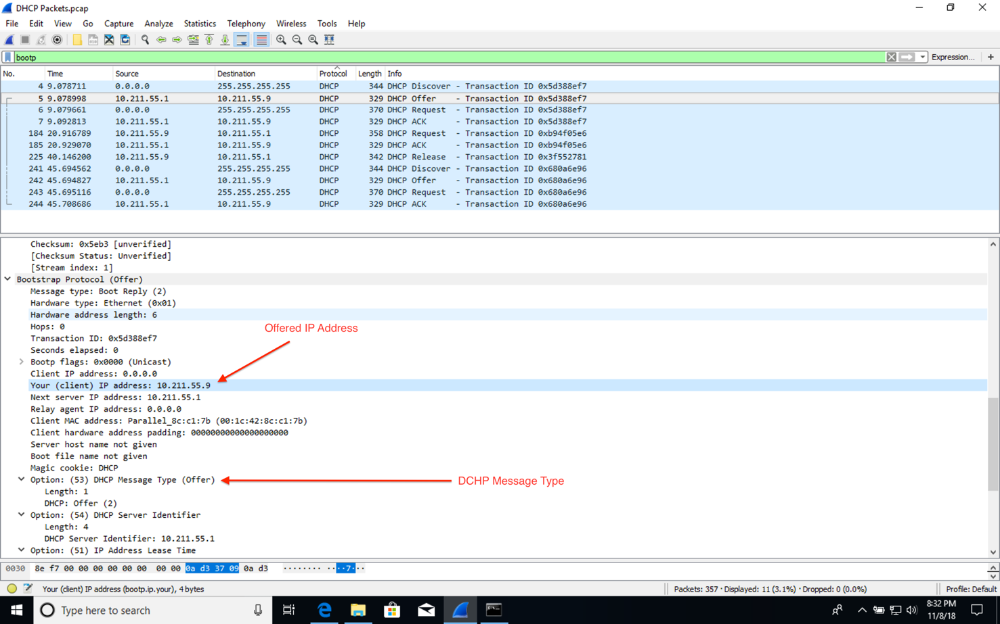 DHCP Packets.pcap
File Edit View Go Capture Analyze Statistics Telephony Wireless Tools Help
bootp Expression... +
No. Time Source Destination Protocol Length Info
4 9.078711 0.0.0.0 255.255.255.255 DHCP 344 DHCP Discover - Transaction ID 0x5d388ef7
5 9.078998 10.211.55.1 10.211.55.9 DHCP 329 DHCP Offer - Transaction ID 0x5d388ef7
6 9.079661 0.0.0.0 255.255.255.255 DHCP 370 DHCP Request - Transaction ID 0x5d388ef7
7 9.092813 10.211.55.1 10.211.55.9 DHCP 329 DHCP ACK - Transaction ID 0x5d388ef7
184 20.916789 10.211.55.9 10.211.55.1 DHCP 358 DHCP Request - Transaction ID 0xb94f05e6
185 20.929070 10.211.55.1 10.211.55.9 DHCP 329 DHCP ACK - Transaction ID 0xb94f05e6
225 40.146200 10.211.55.9 10.211.55.1 DHCP 342 DHCP Release - Transaction ID 0x3f552781
241 45.694562 0.0.0.0 255.255.255.255 DHCP 344 DHCP Discover - Transaction ID 0x680a6e96
242 45.694827 10.211.55.1 10.211.55.9 DHCP 329 DHCP Offer - Transaction ID 0x680a6e96
243 45.695116 0.0.0.0 255.255.255.255 DHCP 370 DHCP Request - Transaction ID 0x680a6e96
244 45.708686 10.211.55.1 10.211.55.9 DHCP 329 DHCP ACK - Transaction ID 0x680a6e96
Checksum: 0x5eb3 [unverified]
[Checksum Status: Unverified]
[Stream index: 1]
Bootstrap Protocol (Offer)
Message type: Boot Reply (2)
Hardware type: Ethernet (0x01)
Hardware address length: 6
Hops: 0
Offered IP Address
Transaction ID: 0x5d388ef7
Seconds elapsed: 0
Bootp flags: 0x0000 (Unicast)
Client IP address: 0.0.0.0
Your (client) IP address: 10.211.55.9
Next server IP address: 10.211.55.1
Relay agent IP address: 0.0.0.0
Client MAC address: Parallel_8c:c1:7b (00:1c:42:8c:c1:7b)
Client hardware address padding: 00000000000000000000
Server host name not given
Boot file name not given
Magic cookie: DHCP
Option: (53) DHCP Message Type (Offer) DCHP Message Type
Length: 1
DHCP: Offer (2)
Option: (54) DHCP Server Identifier
Length: 4
DHCP Server Identifier: 10.211.55.1
Option: (51) IP Address Lease Time
0030 8e f7 00 00 00 00 00 00 00 00 0a d3 37 09 0a d3 ········ ····7···
Your (client) IP address (bootp.ip.your), 4 bytes Packets: 357 · Displayed: 11 (3.1%) · Dropped: 0 (0.0%) Profile: Default
Type here to search
8:32 PM
11/8/18